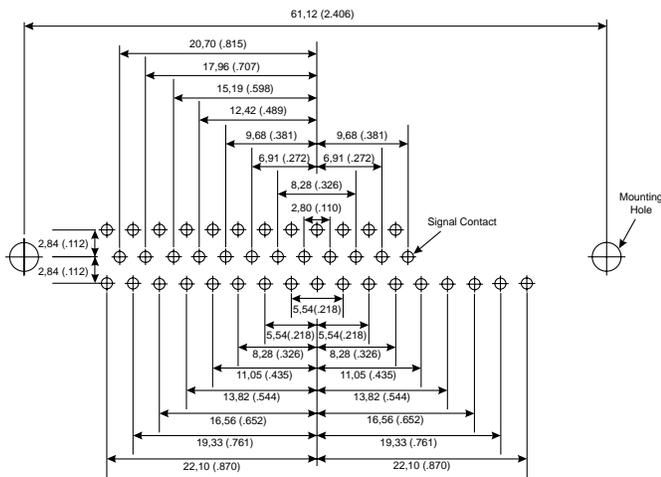 61,12 (2.406)
20,70 (.815)
17,96 (.707)
15,19 (.598)
12,42 (.489)
9,68 (.381) 9,68 (.381)
6,91 (.272) 6,91 (.272)
8,28 (.326)
2,80 (.110)
Mounting
Hole
Signal Contact
2,84 (.112)
2,84 (.112)
5,54(.218)
5,54(.218) 5,54(.218)
8,28 (.326) 8,28 (.326)
11,05 (.435) 11,05 (.435)
13,82 (.544) 13,82 (.544)
16,56 (.652) 16,56 (.652)
19,33 (.761) 19,33 (.761)
22,10 (.870) 22,10 (.870)